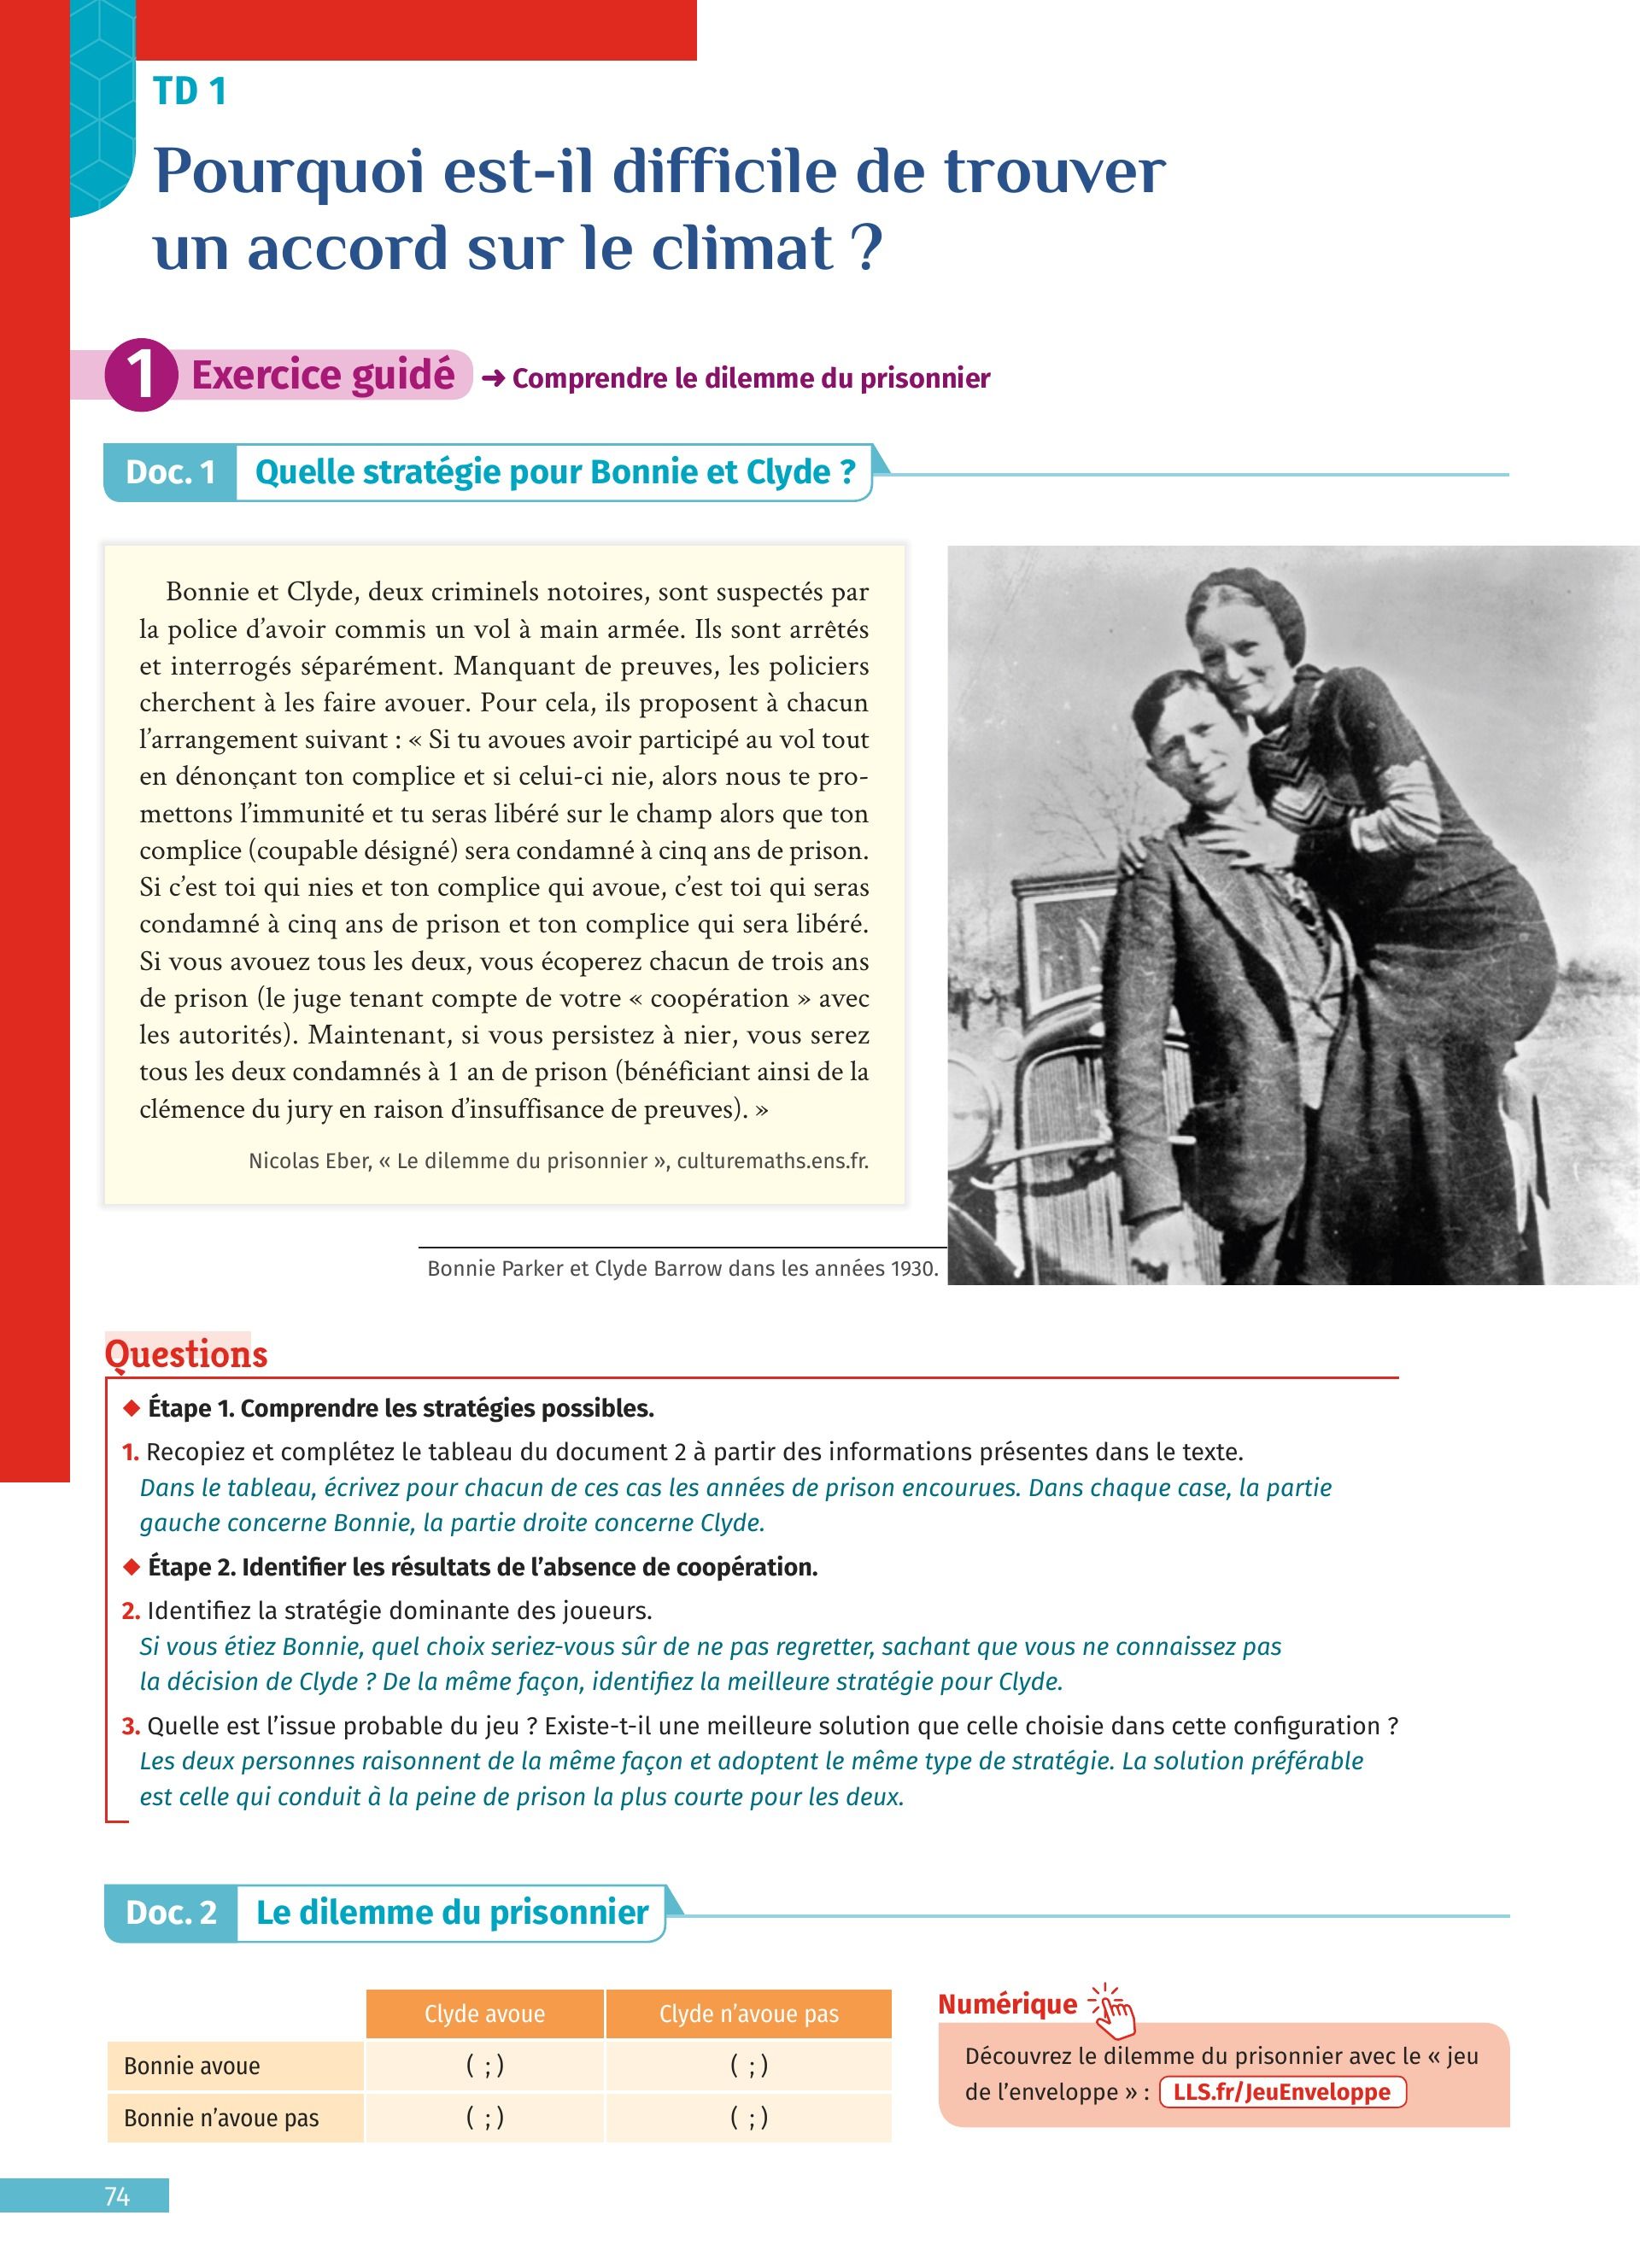 TD 1
Pourquoi est-il difficile de trouver
un accord sur le climat ?
1 Exercice guidé ➜ Comprendre le dilemme du prisonnier
Doc. 1 Quelle stratégie pour Bonnie et Clyde ?
Bonnie et Clyde, deux criminels notoires, sont suspectés par
la police d’avoir commis un vol à main armée. Ils sont arrêtés
et interrogés séparément. Manquant de preuves, les policiers
cherchent à les faire avouer. Pour cela, ils proposent à chacun
l’arrangement suivant : « Si tu avoues avoir participé au vol tout
en dénonçant ton complice et si celui-ci nie, alors nous te pro-
mettons l’immunité et tu seras libéré sur le champ alors que ton
complice (coupable désigné) sera condamné à cinq ans de prison.
Si c’est toi qui nies et ton complice qui avoue, c’est toi qui seras
condamné à cinq ans de prison et ton complice qui sera libéré.
Si vous avouez tous les deux, vous écoperez chacun de trois ans
de prison (le juge tenant compte de votre « coopération » avec
les autorités). Maintenant, si vous persistez à nier, vous serez
tous les deux condamnés à 1 an de prison (bénéficiant ainsi de la
clémence du jury en raison d’insuffisance de preuves). »
Nicolas Eber, « Le dilemme du prisonnier », culturemaths.ens.fr.
Bonnie Parker et Clyde Barrow dans les années 1930.
Questions
◆ Étape 1. Comprendre les stratégies possibles.
1. Recopiez et complétez le tableau du document 2 à partir des informations présentes dans le texte.
Dans le tableau, écrivez pour chacun de ces cas les années de prison encourues. Dans chaque case, la partie
gauche concerne Bonnie, la partie droite concerne Clyde.
◆ Étape 2. Identifier les résultats de l’absence de coopération.
2. Identifiez la stratégie dominante des joueurs.
Si vous étiez Bonnie, quel choix seriez-vous sûr de ne pas regretter, sachant que vous ne connaissez pas
la décision de Clyde ? De la même façon, identifiez la meilleure stratégie pour Clyde.
3. Quelle est l’issue probable du jeu ? Existe-t-il une meilleure solution que celle choisie dans cette configuration ?
Les deux personnes raisonnent de la même façon et adoptent le même type de stratégie. La solution préférable
est celle qui conduit à la peine de prison la plus courte pour les deux.
Doc. 2 Le dilemme du prisonnier
Clyde avoue Clyde n’avoue pas
Bonnie avoue ( ;) ( ;)
Bonnie n’avoue pas ( ;) ( ;)
Numérique
Découvrez le dilemme du prisonnier avec le « jeu
de l’enveloppe » : LLS.fr/JeuEnveloppe
74